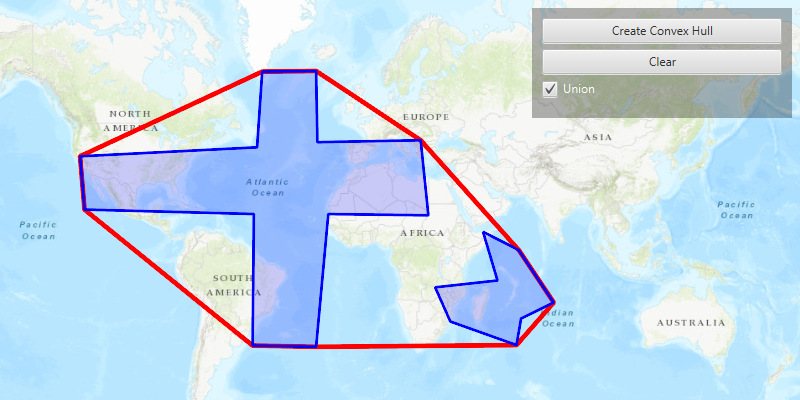 Create Convex Hull
Clear
Union
NORTH
AMERICA
EUROPE
ASIA
Atlantic
Ocean
Pacific
Ocean
Pacific
Ocean
AFRICA
SOUTH
AMERICA
Ocean
AUSTRALIA